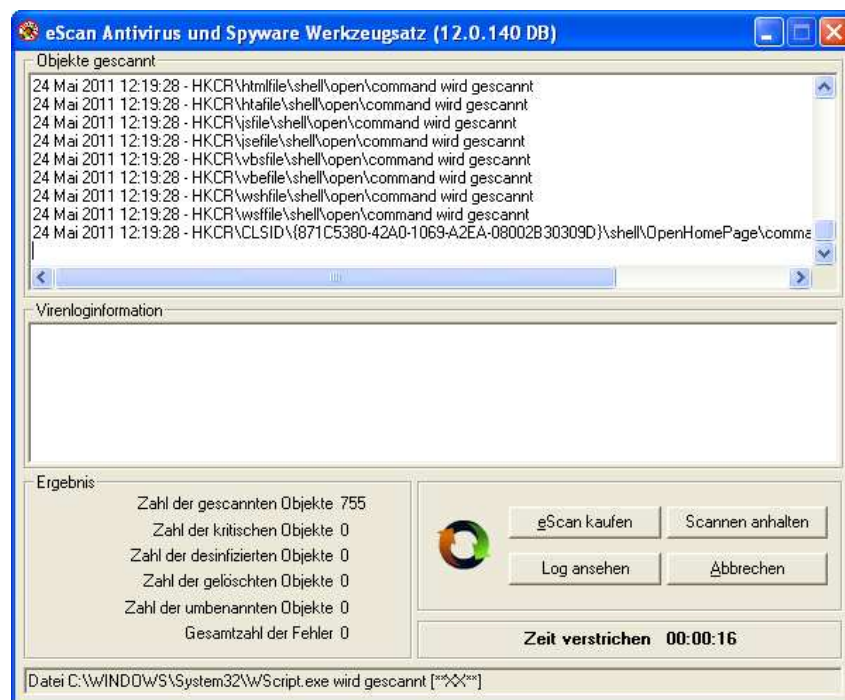 eScan Antivirus und Spyware Werkzeugsatz (12.0.140 DB)
Objekte gescannt
24 Mai 2011 12:19:28 - HKCR\htmlfile\shell\open\command wird gescannt
24 Mai 2011 12:19:28 - HKCR\htafile\shell\open\command wird gescannt
24 Mai 2011 12:19:28 - HKCR\jsfile\shell\open\command wird gescannt
24 Mai 2011 12:19:28 - HKCR\jsefile\shell\open\command wird gescannt
24 Mai 2011 12:19:28 - HKCR\vbsfile\shell\open\command wird gescannt
24 Mai 2011 12:19:28 - HKCR\vbefile\shell\open\command wird gescannt
24 Mai 2011 12:19:28 - HKCR\wshfile\shell\open\command wird gescannt
24 Mai 2011 12:19:28 - HKCR\wsffile\shell\open\command wird gescannt
24 Mai 2011 12:19:28 - HKCR\CLSID\{871C5380-42A0-1069-A2EA-08002B30309D}\shell\OpenHomePage\comma
Virenloginformation
Ergebnis
Zahl der gescannten Objekte 755
Zahl der kritischen Objekte 0
Zahl der desinfizierten Objekte 0
Zahl der gelöschten Objekte 0
Zahl der umbenannten Objekte 0
Gesamtzahl der Fehler 0
eScan kaufen
Scannen anhalten
Log ansehen
Abbrechen
Zeit verstrichen 00:00:16
Datei C:\WINDOWS\System32\WScript.exe wird gescannt [**XX**]